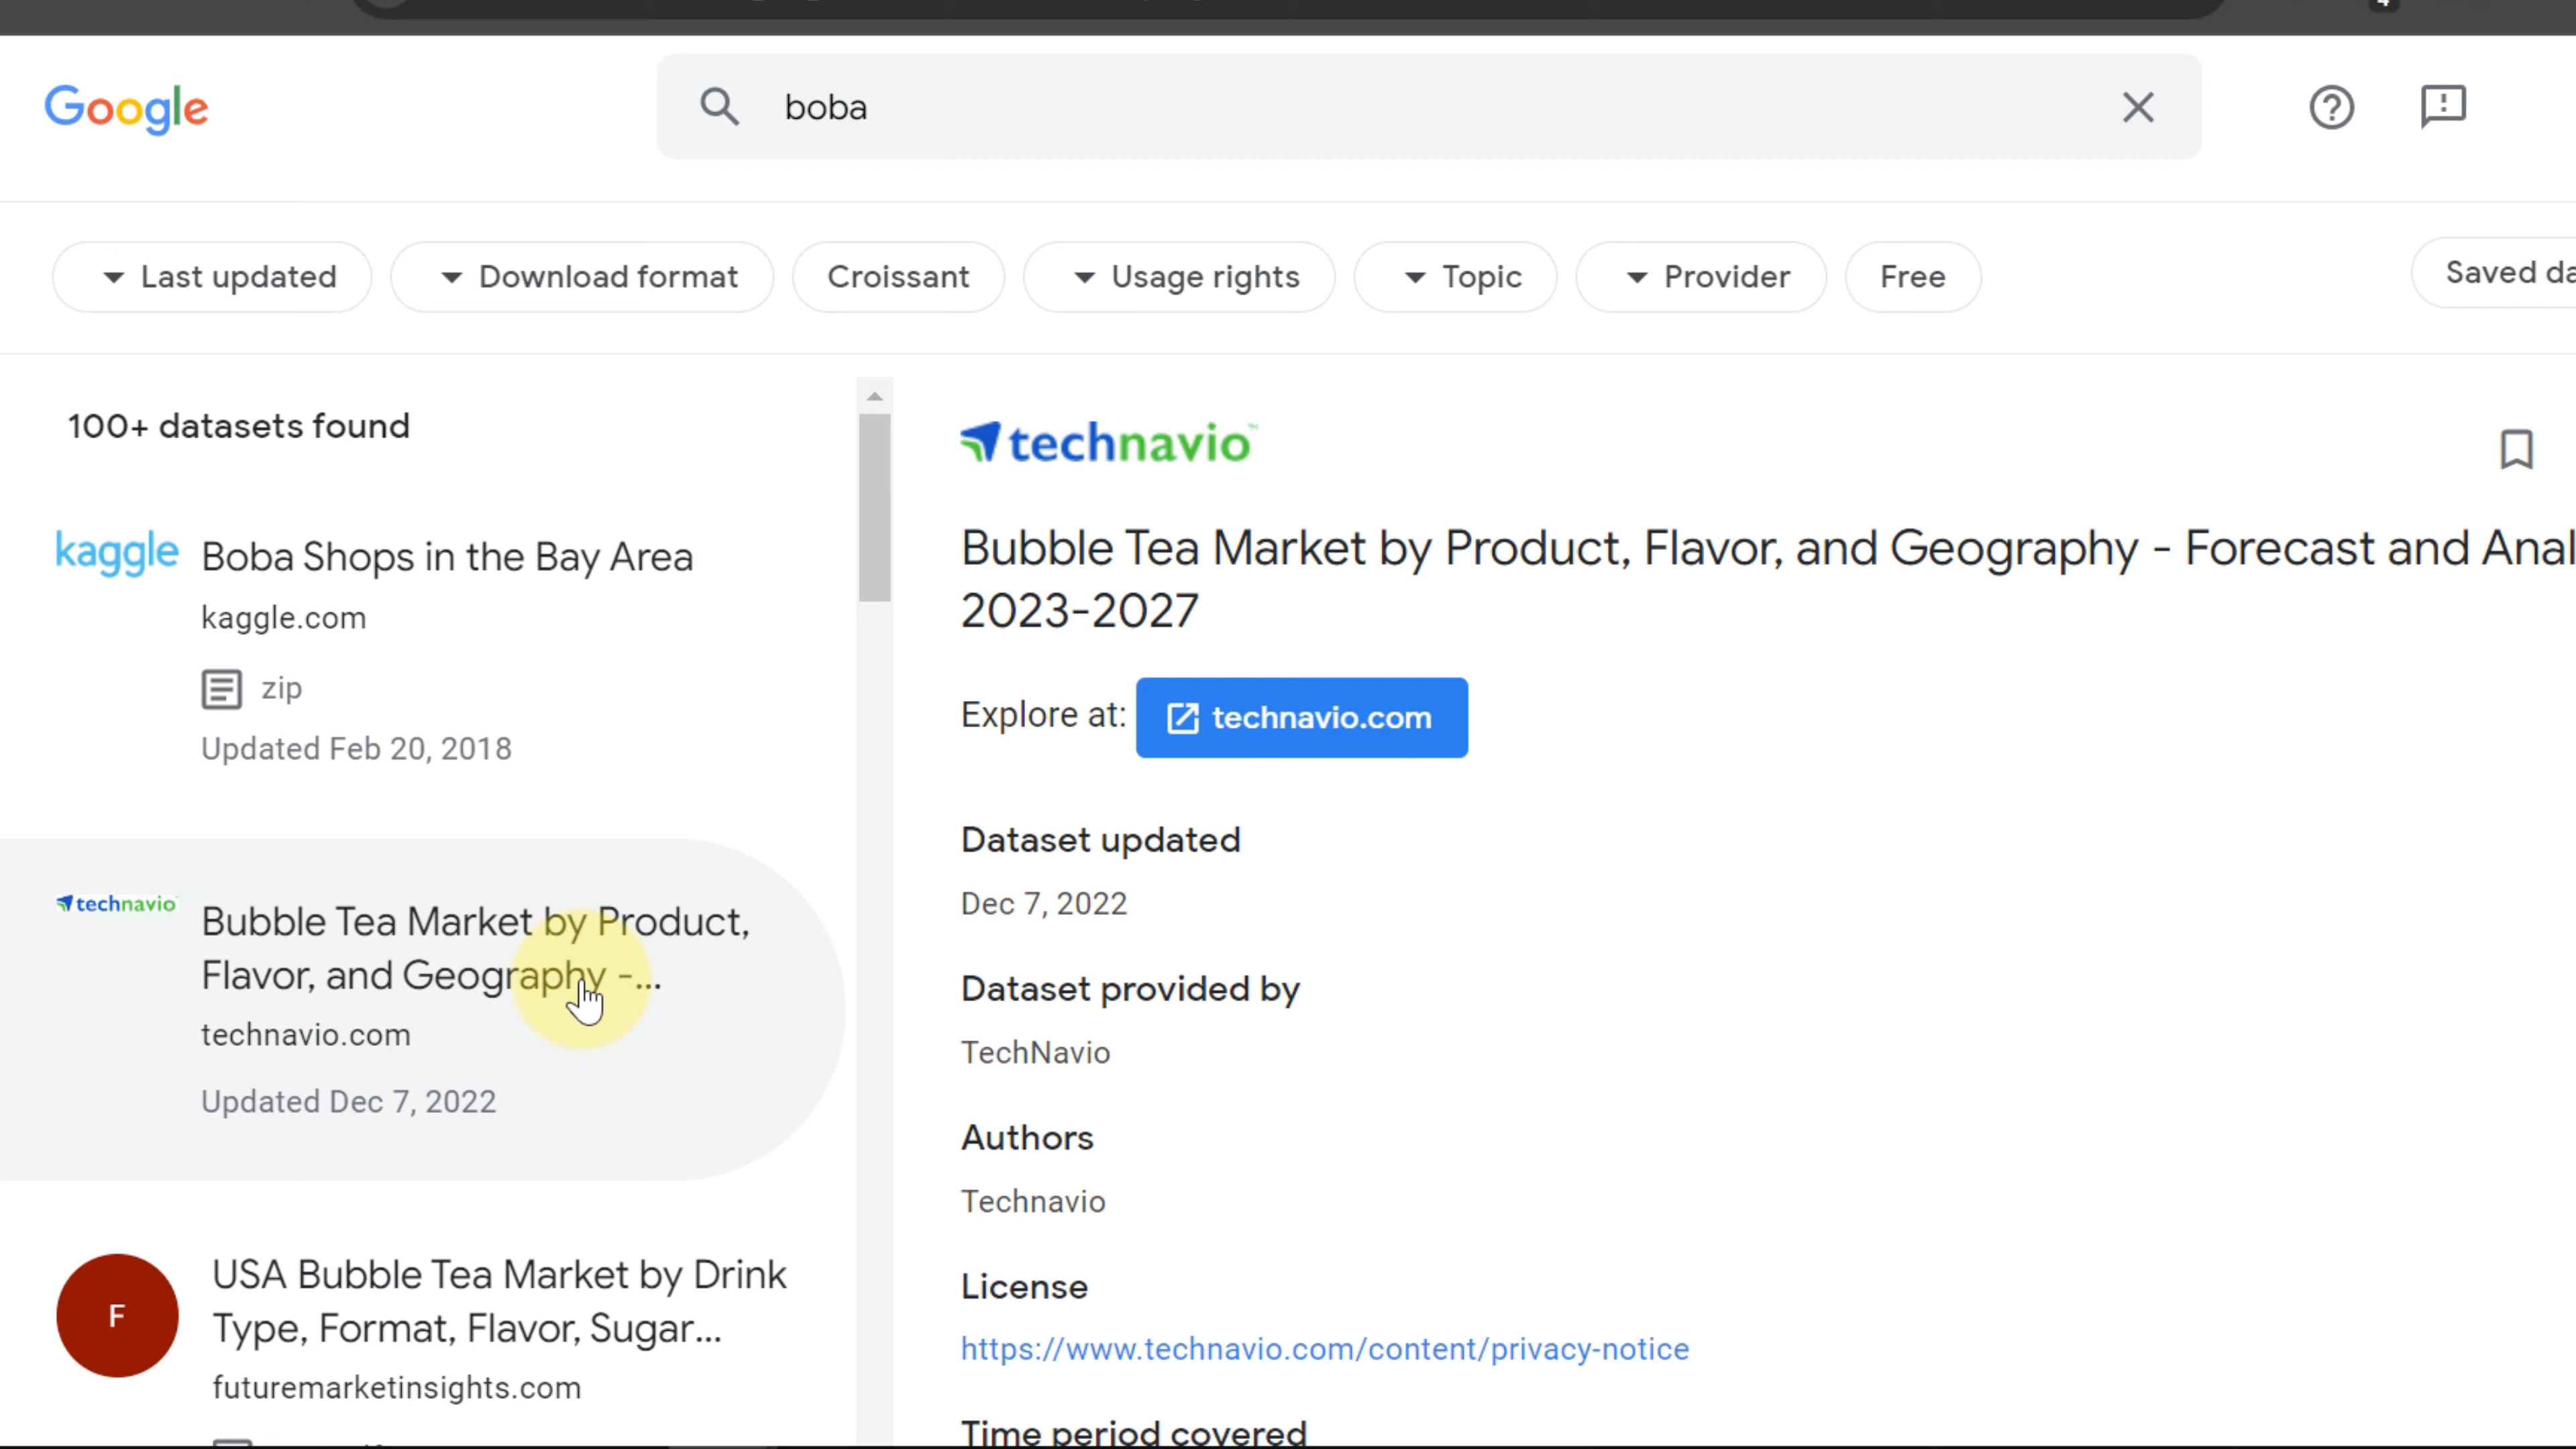 Google
boba
Last updated
Download format
Croissant
Usage rights
Topic
Provider
Free
Saved da
100+ datasets found
kaggle
Boba Shops in the Bay Area
kaggle.com
zip
Updated Feb 20, 2018
technavio
Bubble Tea Market by Product,
Flavor, and Geography -...
technavio.com
Updated Dec 7, 2022
F
USA Bubble Tea Market by Drink
Type, Format, Flavor, Sugar...
futuremarketinsights.com
technavio
Bubble Tea Market by Product, Flavor, and Geography - Forecast and Anal
2023-2027
Explore at:
technavio.com
Dataset updated
Dec 7, 2022
Dataset provided by
TechNavio
Authors
Technavio
License
https://www.technavio.com/content/privacy-notice
Time period covered